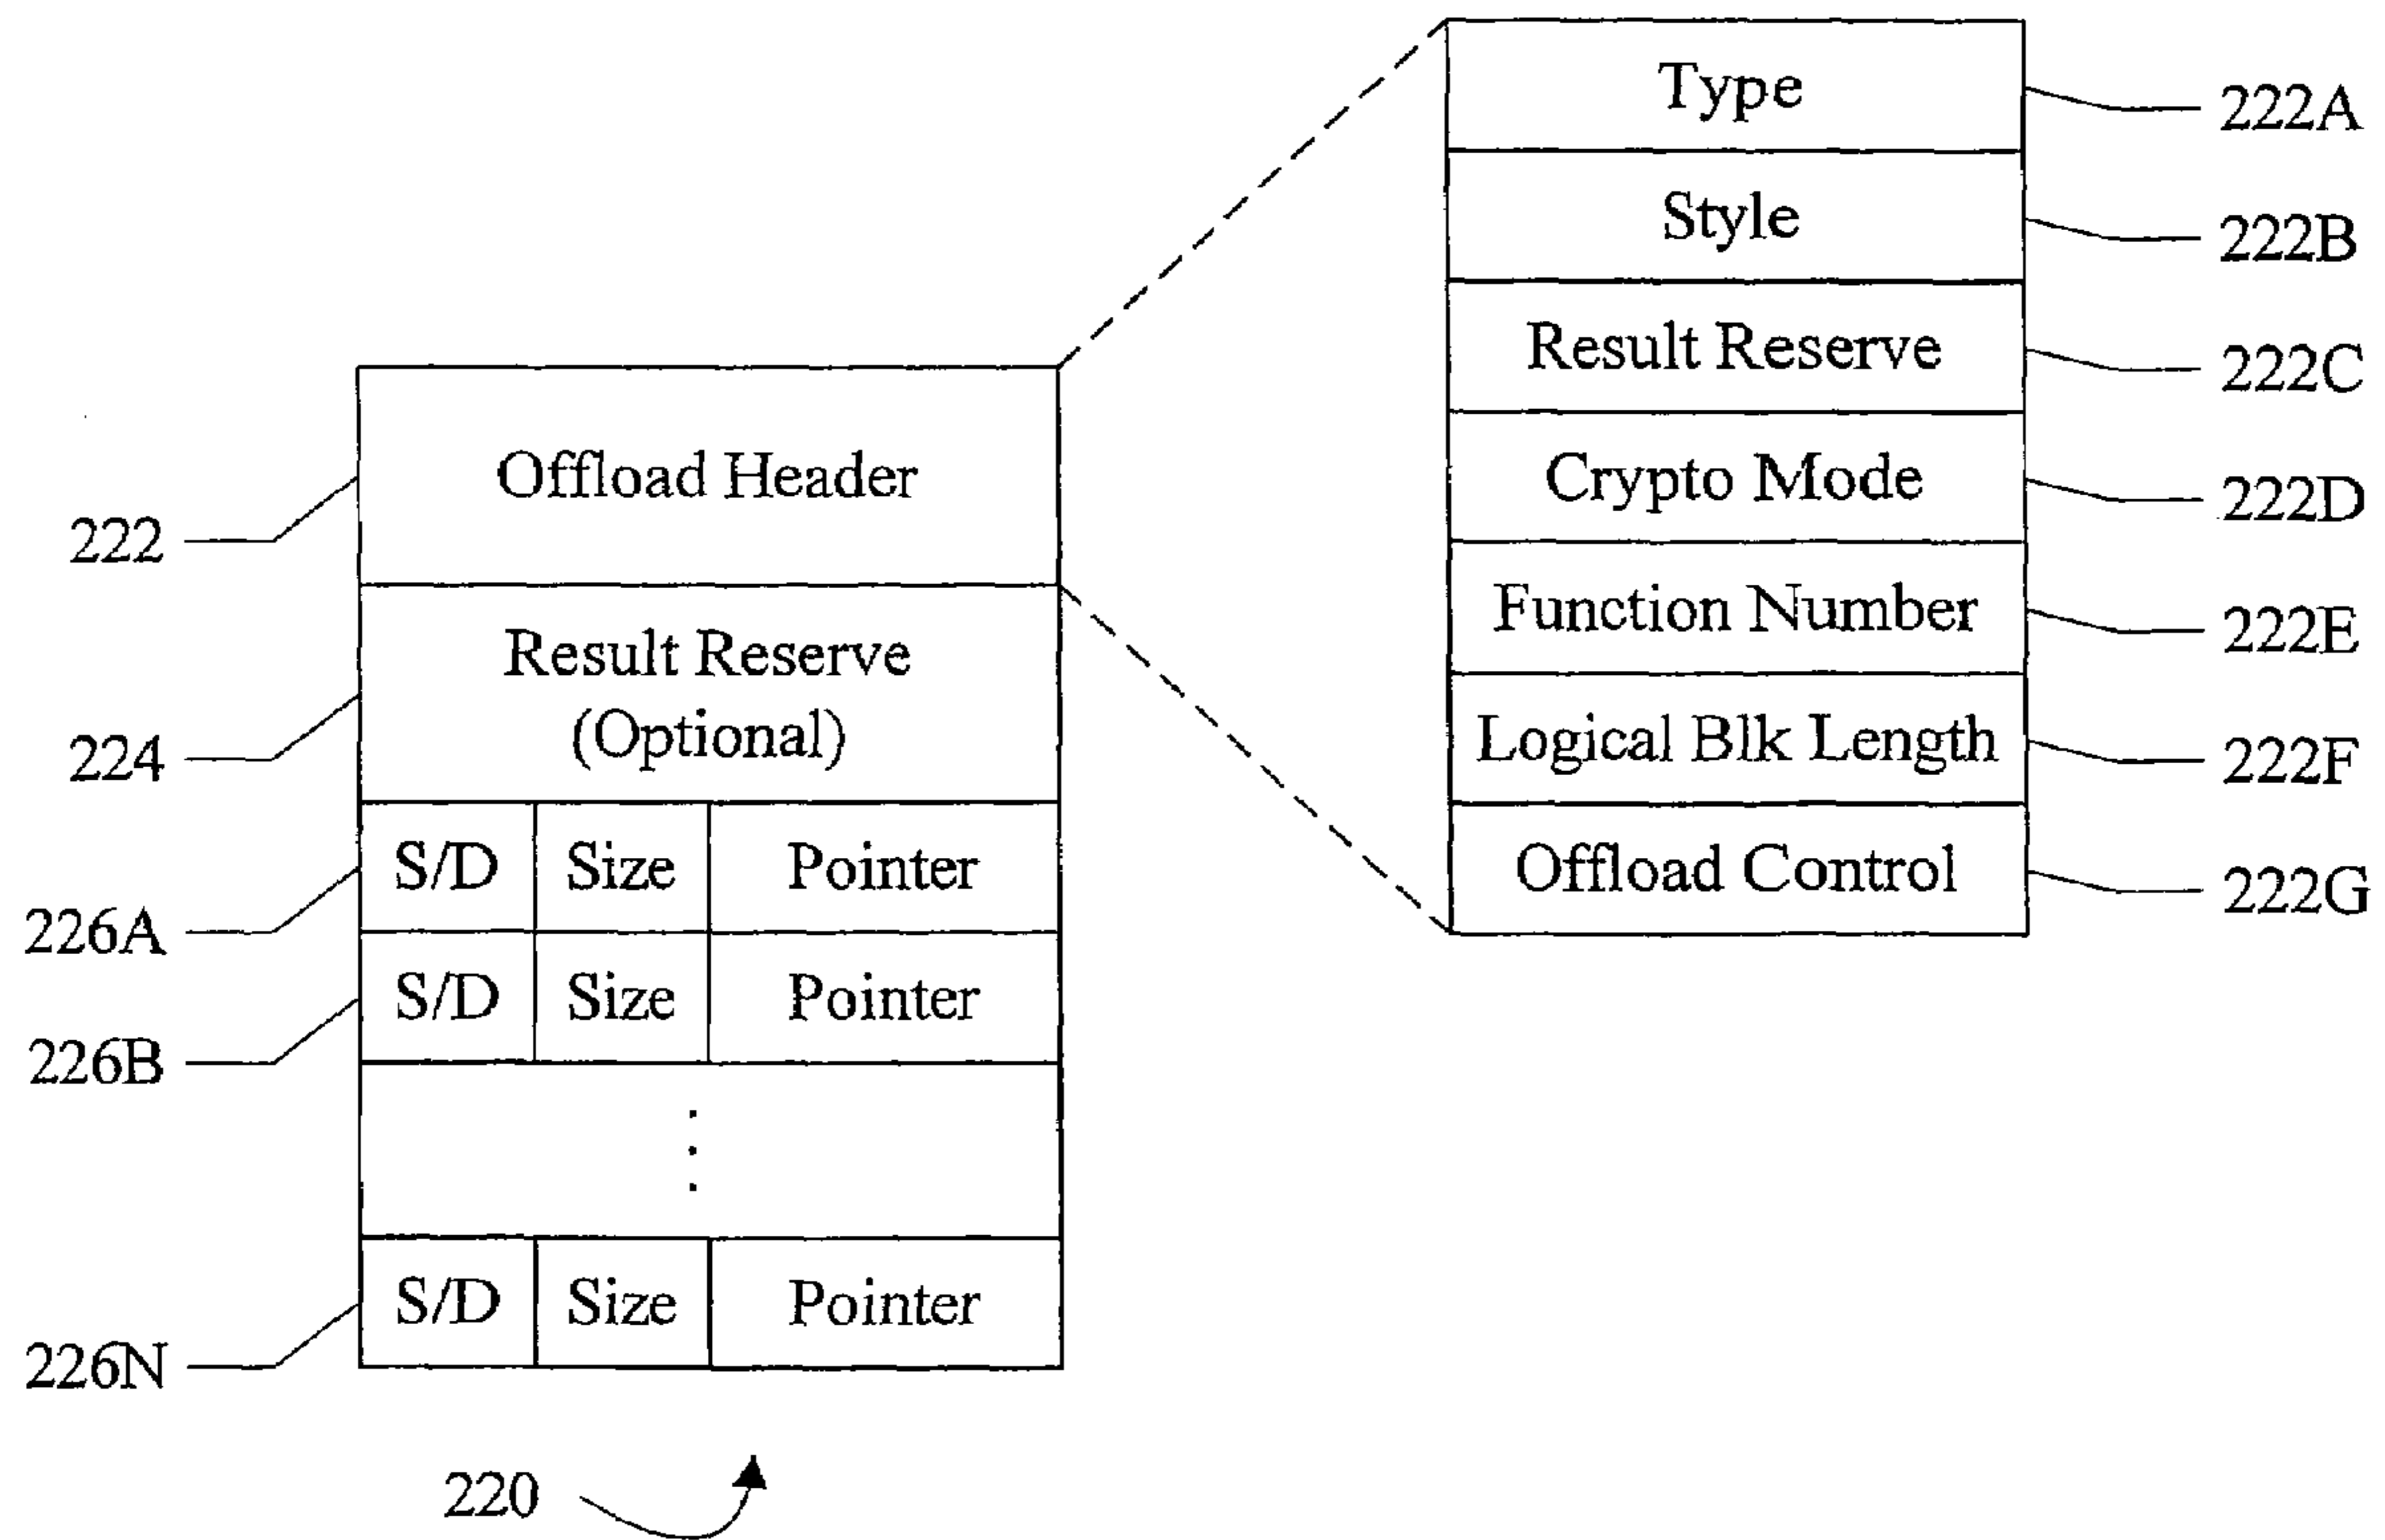 Offload Header
222
Result Reserve
(Optional)
224
S/D Size Pointer
226A
S/D Size Pointer
226B
S/D Size Pointer
226N
220
Type
222A
Style
222B
Result Reserve
222C
Crypto Mode
222D
Function Number
222E
Logical Blk Length
222F
Offload Control
222G